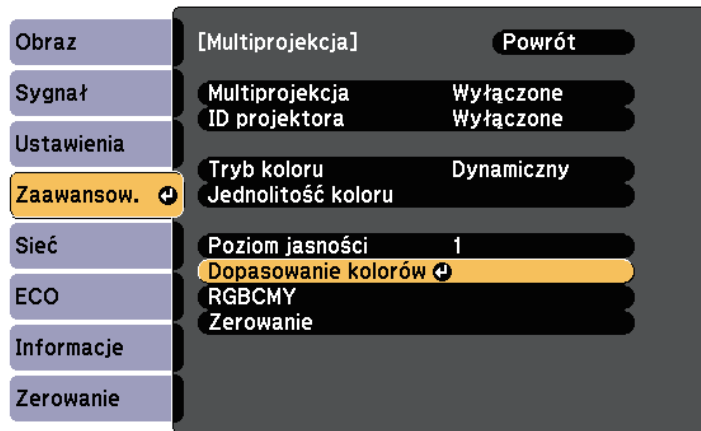 Obraz
Sygnał
Ustawienia
Zaawansow.
Sieć
ECO
Informacje
Zerowanie
[Multiprojekcja] Powrót
Multiprojekcja Wyłączone
ID projektora Wyłączone
Tryb koloru Dynamiczny
Jednolitość koloru
Poziom jasności 1
Dopasowanie kolorów
RGBCMY
Zerowanie